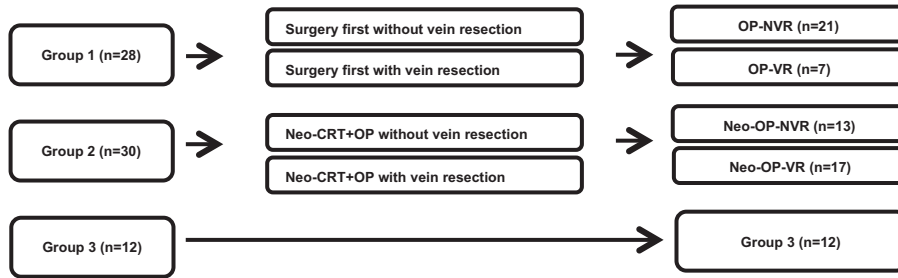 Group 1 (n=28)
Surgery first without vein resection
Surgery first with vein resection
OP-NVR (n=21)
OP-VR (n=7)
Group 2 (n=30)
Neo-CRT+OP without vein resection
Neo-CRT+OP with vein resection
Neo-OP-NVR (n=13)
Neo-OP-VR (n=17)
Group 3 (n=12)
Group 3 (n=12)